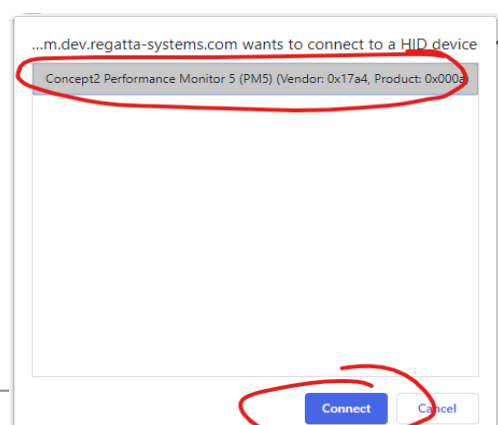 ...m.dev.regatta-systems.com wants to connect to a HID device
Concept2 Performance Monitor 5 (PM5) (Vendor: 0x17a4, Product: 0x000a)
Connect
Cancel